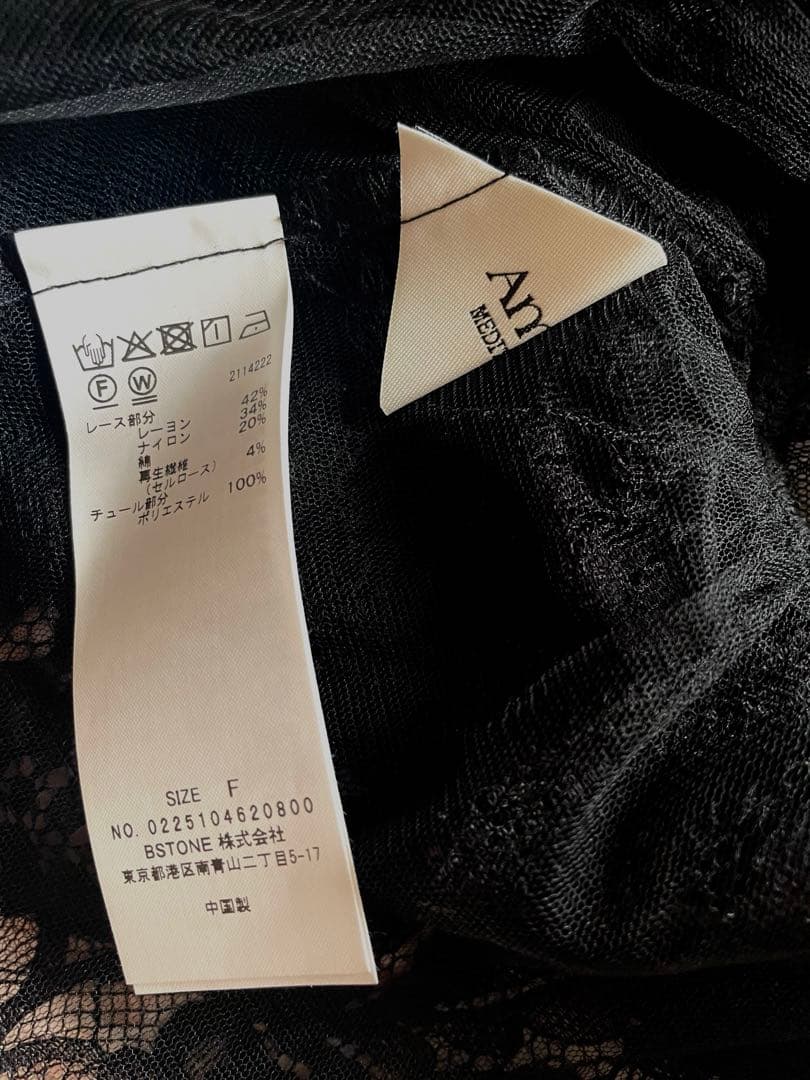 An
MEDI
F W
2114222
レース部分
レーヨン 42%
ナイロン 34%
綿 20%
再生繊維 4%
(セルロース)
チュール部分
ポリエステル 100%
SIZE F
NO. 0225104620800
BSTONE 株式会社
東京都港区南青山二丁目5-17
中国製